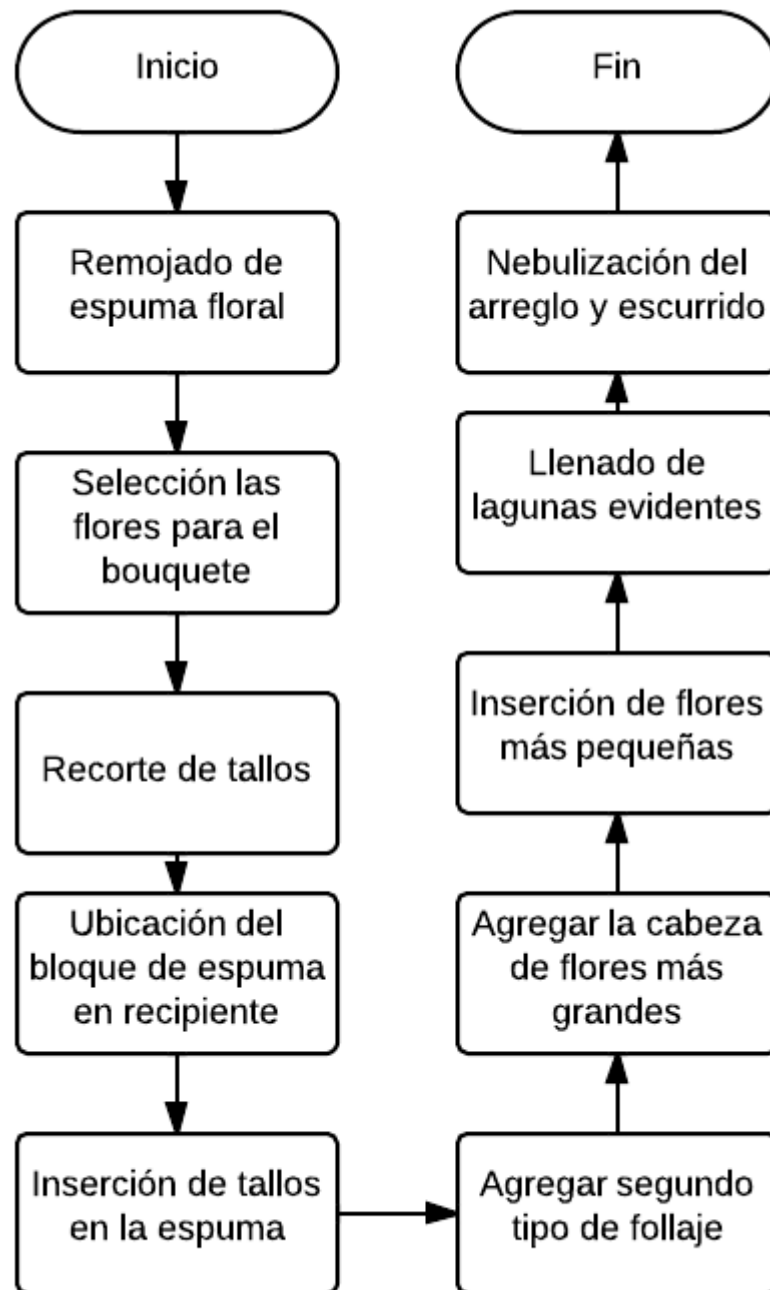 Inicio
Remojado de
espuma floral
Selección las
flores para el
bouquete
Recorte de tallos
Ubicación del
bloque de espuma
en recipiente
Inserción de tallos
en la espuma
Agregar segundo
tipo de follaje
Agregar la cabeza
de flores más
grandes
Inserción de flores
más pequeñas
Llenado de
lagunas evidentes
Nebulización del
arreglo y escurrido
Fin